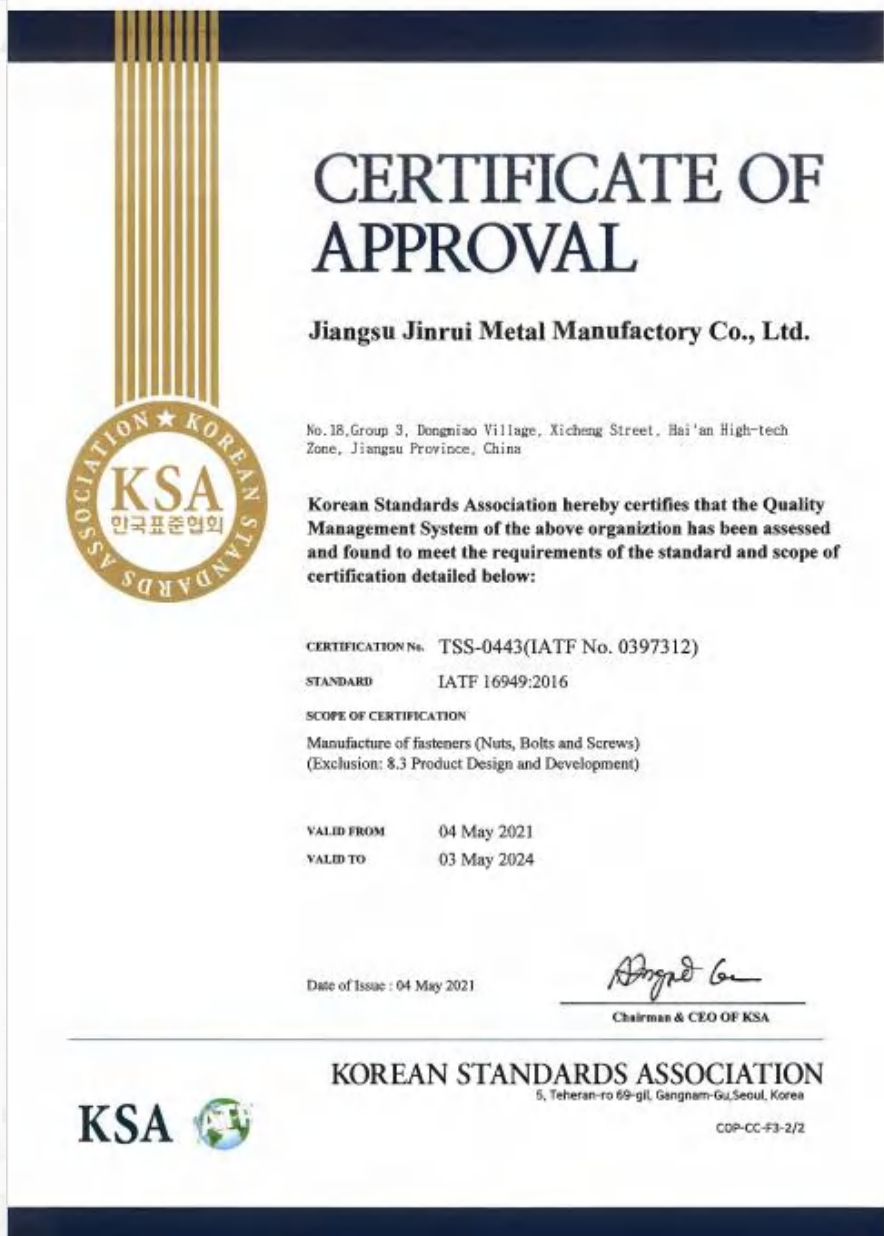 CERTIFICATE OF
APPROVAL
Jiangsu Jinrui Metal Manufactory Co., Ltd.
No.18,Group 3, Dongmiao Village, Xicheng Street, Hai'an High-tech
Zone, Jiangsu Province, China
KOREAN STANDARDS ASSOCIATION
KSA
한국표준협회
Korean Standards Association hereby certifies that the Quality
Management System of the above organiztion has been assessed
and found to meet the requirements of the standard and scope of
certification detailed below:
CERTIFICATION No. TSS-0443(IATF No. 0397312)
STANDARD IATF 16949:2016
SCOPE OF CERTIFICATION
Manufacture of fasteners (Nuts, Bolts and Screws)
(Exclusion: 8.3 Product Design and Development)
VALID FROM 04 May 2021
VALID TO 03 May 2024
Date of Issue : 04 May 2021
Chairman & CEO OF KSA
KOREAN STANDARDS ASSOCIATION
5, Teheran-ro 69-gil, Gangnam-Gu,Seoul, Korea
KSA IATF
COP-CC-F3-2/2